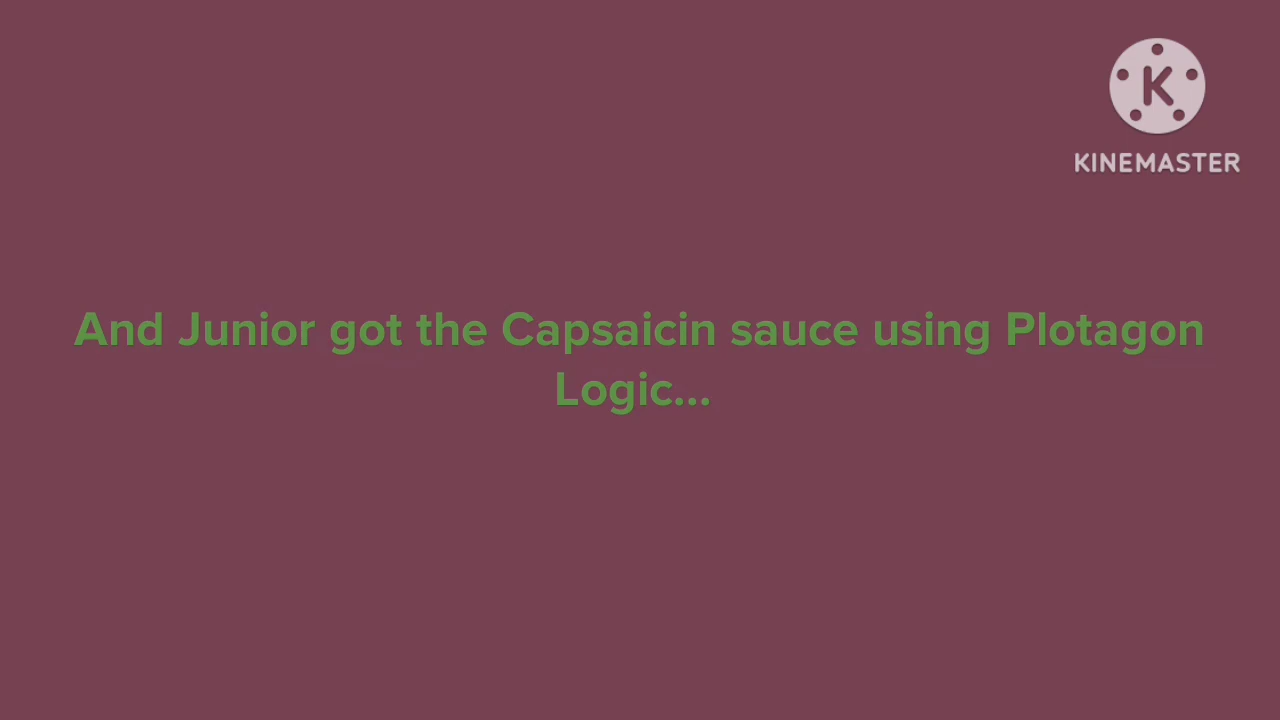 K
KINEMASTER
And Junior got the Capsaicin sauce using Plotagon
Logic...